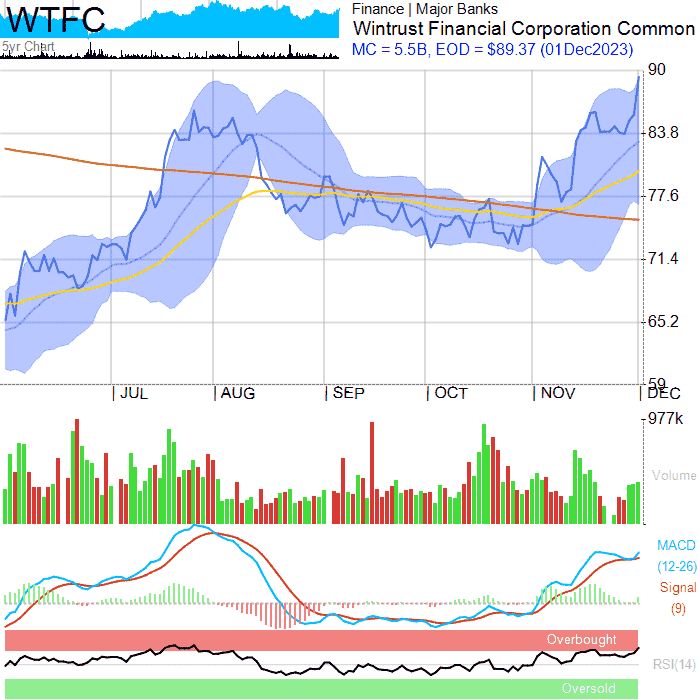 WTFC
5yr Chart
Finance | Major Banks
Wintrust Financial Corporation Common
MC = 5.5B, EOD = $89.37 (01Dec2023)
90
83.8
77.6
71.4
65.2
59
JUL
AUG
SEP
OCT
NOV
DEC
977k
Volume
MACD
(12-26)
Signal
(9)
Overbought
RSI(14)
Oversold